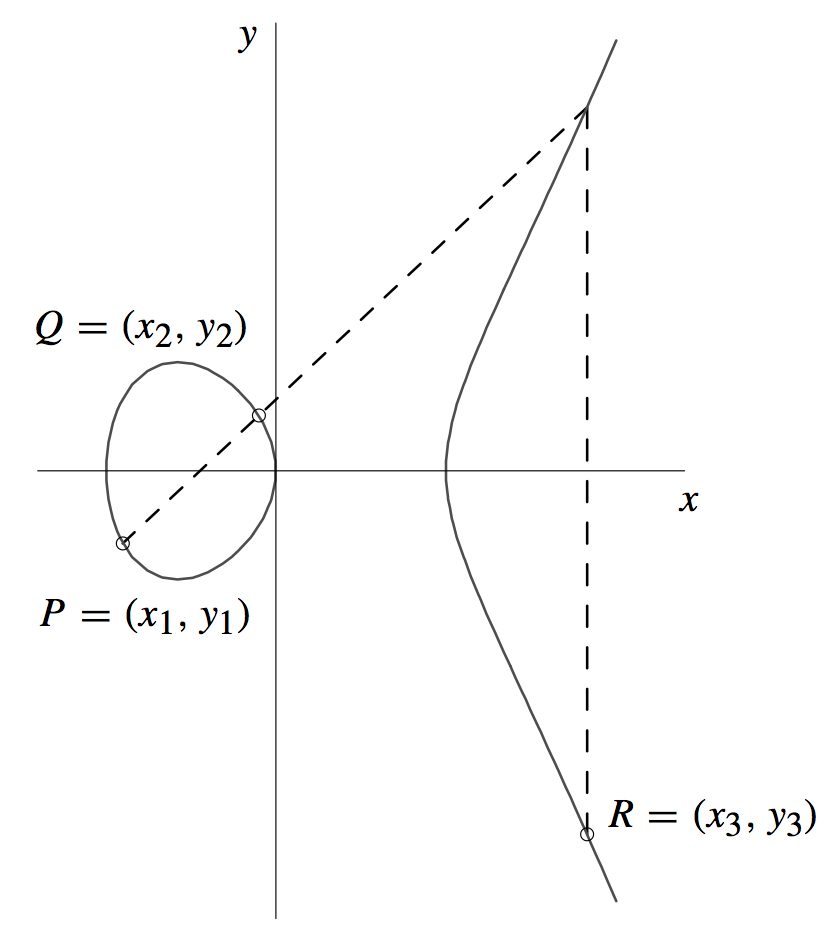 y
Q = (x2, y2)
x
P = (x1, y1)
R = (x3, y3)